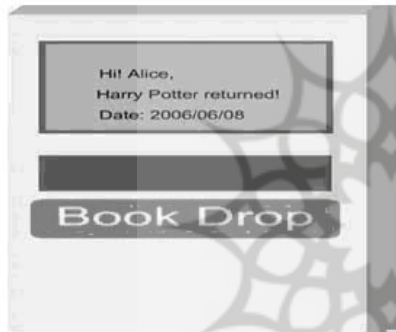 Hi! Alice,
Harry Potter returned!
Date: 2006/06/08
Book Drop